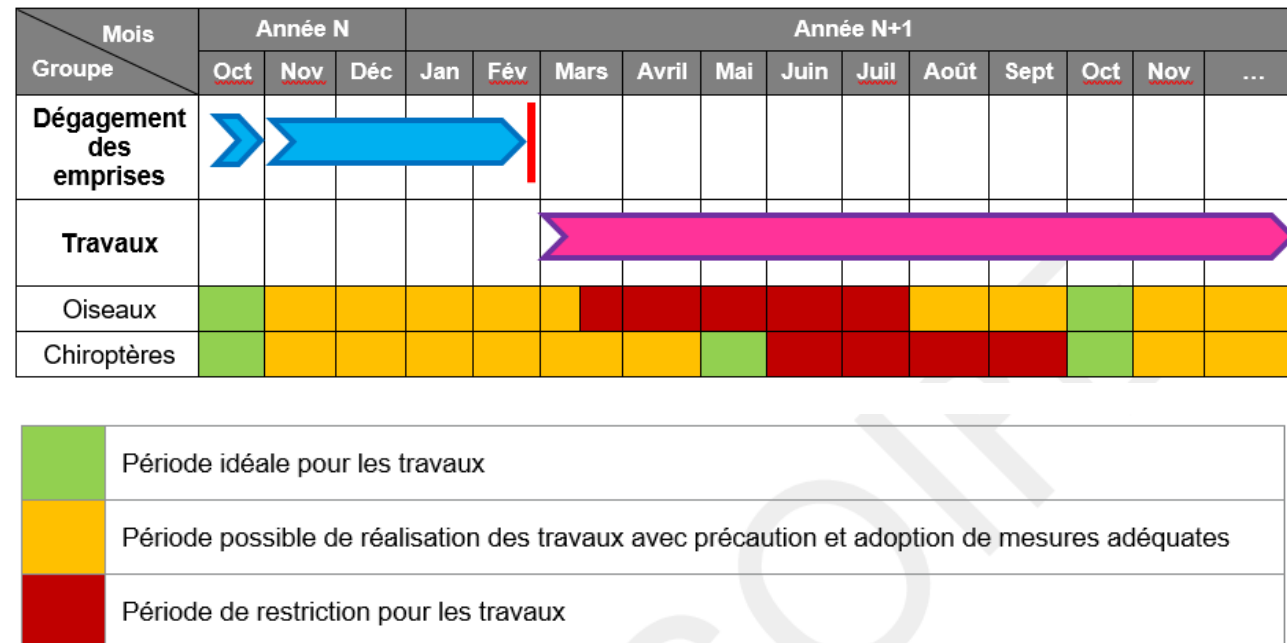 Mois
Année N
Année N+1
Groupe
Oct Nov Déc Jan Fév Mars Avril Mai Juin Juil Août Sept Oct Nov ...
Dégagement
des
emprises
Travaux
Oiseaux
Chiroptères
Période idéale pour les travaux
Période possible de réalisation des travaux avec précaution et adoption de mesures adéquates
Période de restriction pour les travaux